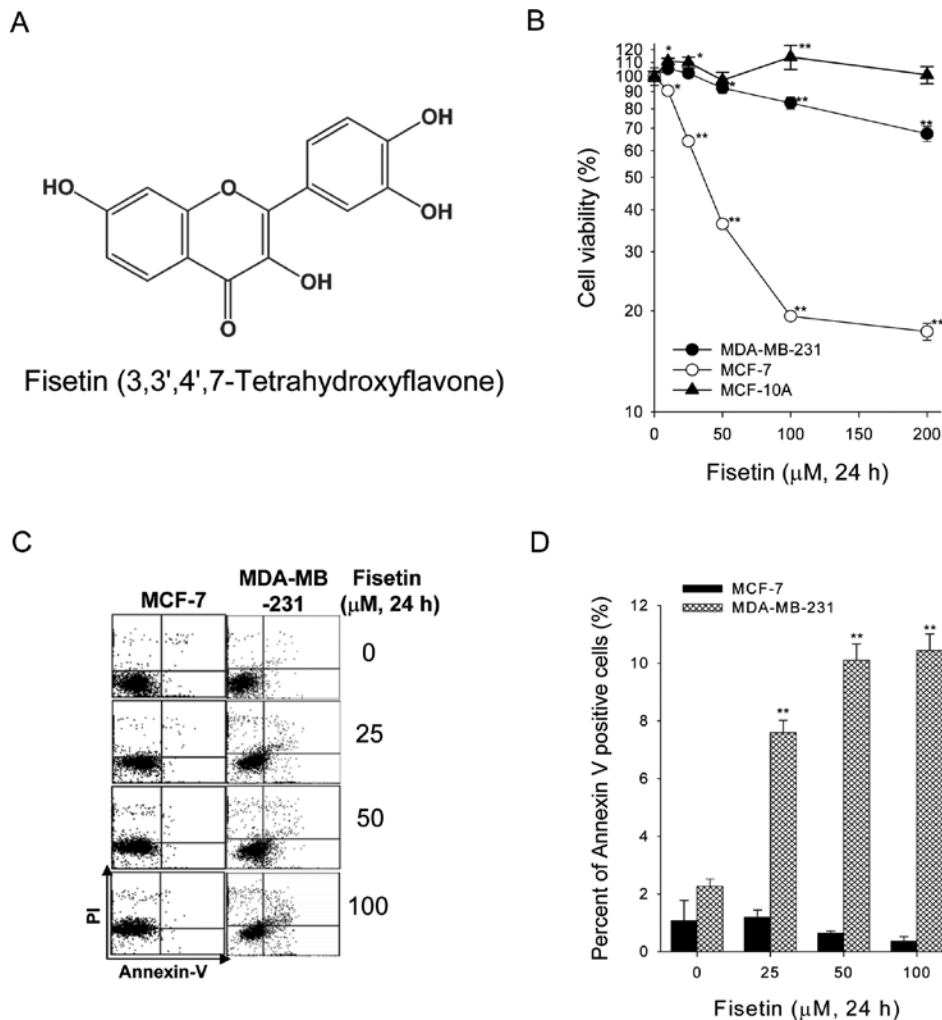 A
OH
HO
O
OH
OH
O
Fisetin (3,3',4',7-Tetrahydroxyflavone)
B
Cell viability (%)
120
110
100
90
80
70
60
50
40
30
20
10
* * ** * ** ** * ** ** ** **
MDA-MB-231
MCF-7
MCF-10A
0 50 100 150 200
Fisetin (μM, 24 h)
C
MCF-7
MDA-MB
-231
Fisetin
(μM, 24 h)
0
25
50
100
PI
Annexin-V
D
MCF-7
MDA-MB-231
Percent of Annexin V positive cells (%)
12
10
8
6
4
2
0
** ** **
0 25 50 100
Fisetin (μM, 24 h)